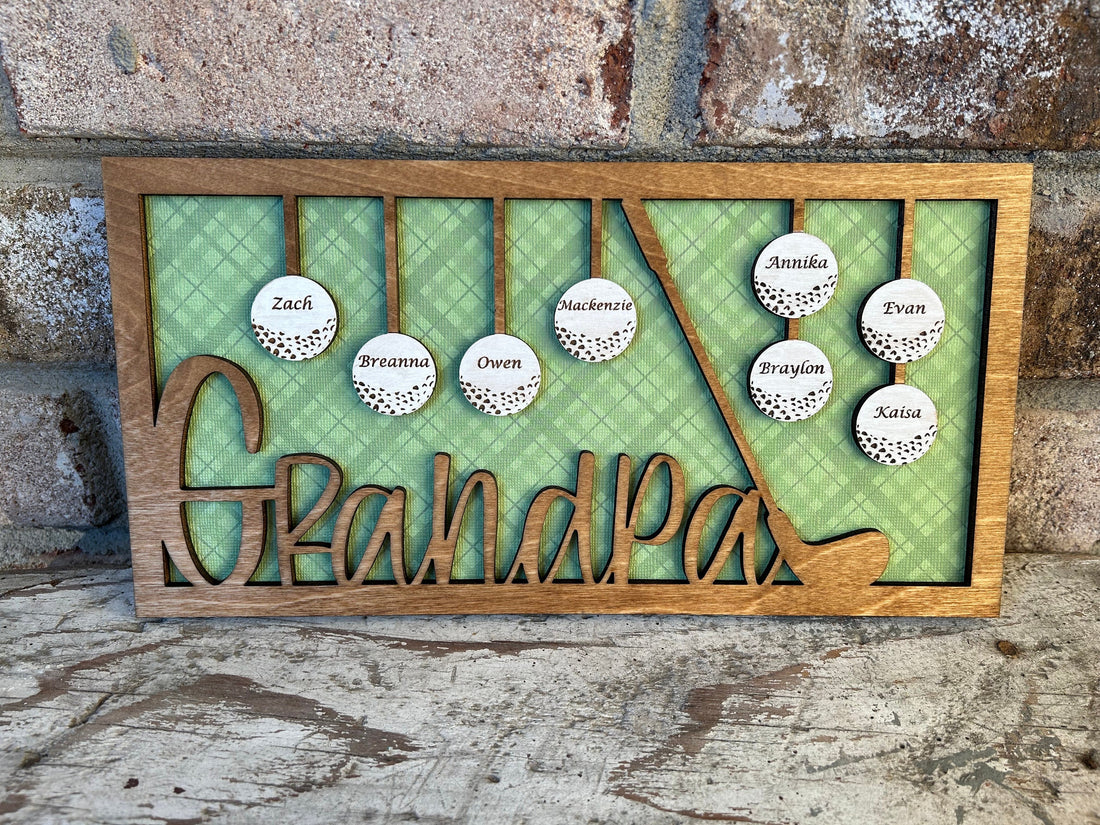 Zach
Breanna
Owen
Mackenzie
Annika
Braylon
Evan
Kaisa
Grandpa